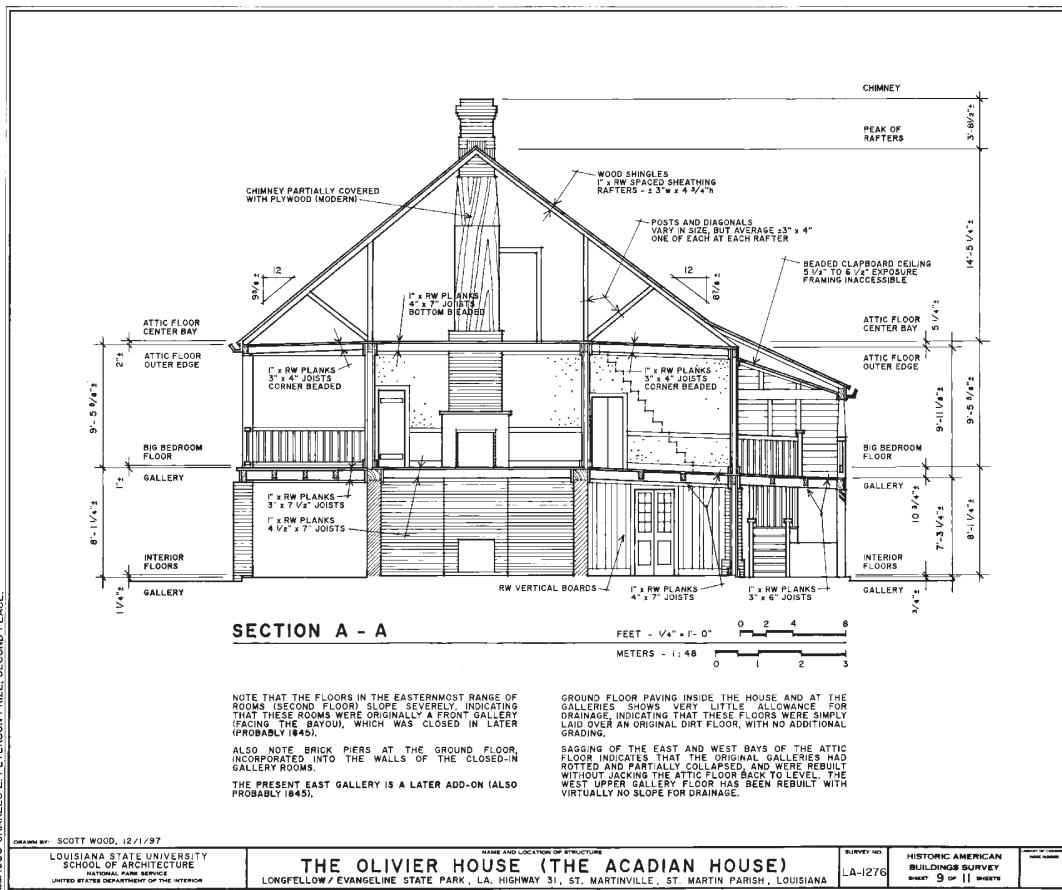 CHIMNEY
3'-8 1/2"±
PEAK OF
RAFTERS
WOOD SHINGLES
1" x RW SPACED SHEATHING
RAFTERS - ± 3"w x 4 3/4"h
CHIMNEY PARTIALLY COVERED
WITH PLYWOOD (MODERN)
POSTS AND DIAGONALS
VARY IN SIZE, BUT AVERAGE ±3" x 4"
ONE OF EACH AT EACH RAFTER
14'-5 1/4"±
BEADED CLAPBOARD CEILING
5 1/2" TO 6 1/2" EXPOSURE
FRAMING INACCESSIBLE
12
12
1" x RW PLANKS
4" x 7" JOISTS
BOTTOM BEADED
ATTIC FLOOR
CENTER BAY
ATTIC FLOOR
CENTER BAY
5 1/4"±
ATTIC FLOOR
OUTER EDGE
ATTIC FLOOR
OUTER EDGE
2"±
1" x RW PLANKS
3" x 4" JOISTS
CORNER BEADED
1" x RW PLANKS
3" x 4" JOISTS
CORNER BEADED
9'-5 5/8"±
9'-11 1/8"±
9'-5 5/8"±
BIG BEDROOM
FLOOR
BIG BEDROOM
FLOOR
GALLERY
GALLERY
1"±
10 3/4"±
1" x RW PLANKS
3" x 7 1/2" JOISTS
1" x RW PLANKS
4 1/2" x 7" JOISTS
8'-1 1/4"±
7'-3 1/4"±
8'-1 1/4"±
INTERIOR
FLOORS
INTERIOR
FLOORS
GALLERY
GALLERY
1 1/4"±
3/4"±
RW VERTICAL BOARDS
1" x RW PLANKS
4" x 7" JOISTS
1" x RW PLANKS
3" x 6" JOISTS
SECTION A - A
FEET - 1/4" = 1'- 0"
0 2 4 8
METERS - 1 : 48
0 1 2 3
NOTE THAT THE FLOORS IN THE EASTERNMOST RANGE OF
ROOMS (SECOND FLOOR) SLOPE SEVERELY, INDICATING
THAT THESE ROOMS WERE ORIGINALLY A FRONT GALLERY
(FACING THE BAYOU), WHICH WAS CLOSED IN LATER
(PROBABLY 1845).
ALSO NOTE BRICK PIERS AT THE GROUND FLOOR,
INCORPORATED INTO THE WALLS OF THE CLOSED-IN
GALLERY ROOMS.
THE PRESENT EAST GALLERY IS A LATER ADD-ON (ALSO
PROBABLY 1845).
GROUND FLOOR PAVING INSIDE THE HOUSE AND AT THE
GALLERIES SHOWS VERY LITTLE ALLOWANCE FOR
DRAINAGE, INDICATING THAT THESE FLOORS WERE SIMPLY
LAID OVER AN ORIGINAL DIRT FLOOR, WITH NO ADDITIONAL
GRADING.
SAGGING OF THE EAST AND WEST BAYS OF THE ATTIC
FLOOR INDICATES THAT THE ORIGINAL GALLERIES HAD
ROTTED AND PARTIALLY COLLAPSED, AND WERE REBUILT
WITHOUT JACKING THE ATTIC FLOOR BACK TO LEVEL. THE
WEST UPPER GALLERY FLOOR HAS BEEN REBUILT WITH
VIRTUALLY NO SLOPE FOR DRAINAGE.
CHARLES E. PETERSON PRIZE, SECOND PLACE.
DRAWN BY: SCOTT WOOD, 12/1/97
LOUISIANA STATE UNIVERSITY
SCHOOL OF ARCHITECTURE
NATIONAL PARK SERVICE
UNITED STATES DEPARTMENT OF THE INTERIOR
NAME AND LOCATION OF STRUCTURE
THE OLIVIER HOUSE (THE ACADIAN HOUSE)
LONGFELLOW / EVANGELINE STATE PARK, LA. HIGHWAY 31, ST. MARTINVILLE, ST. MARTIN PARISH, LOUISIANA
SURVEY NO.
LA-1276
HISTORIC AMERICAN
BUILDINGS SURVEY
SHEET 9 OF 11 SHEETS